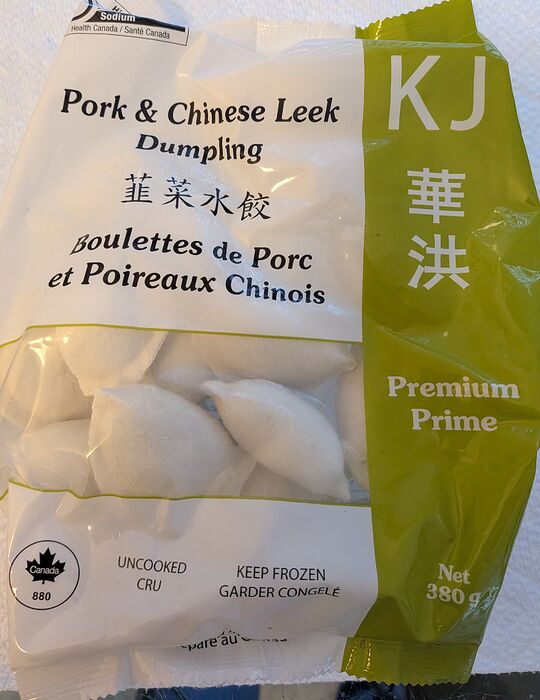 Sodium
Health Canada / Santé Canada
KJ
華洪
Pork & Chinese Leek
Dumpling
韮菜水餃
Boulettes de Porc
et Poireaux Chinois
Premium
Prime
Canada
880
UNCOOKED
CRU
KEEP FROZEN
GARDER CONGELÉ
Net
380 g
au